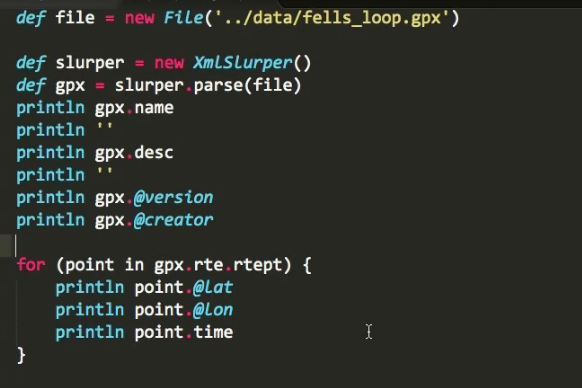 def file = new File('../data/fells_loop.gpx')
def slurper = new XmlSlurper()
def gpx = slurper.parse(file)
println gpx.name
println ''
println gpx.desc
println ''
println gpx.@version
println gpx.@creator
for (point in gpx.rte.rtept) {
    println point.@lat
    println point.@lon
    println point.time
}